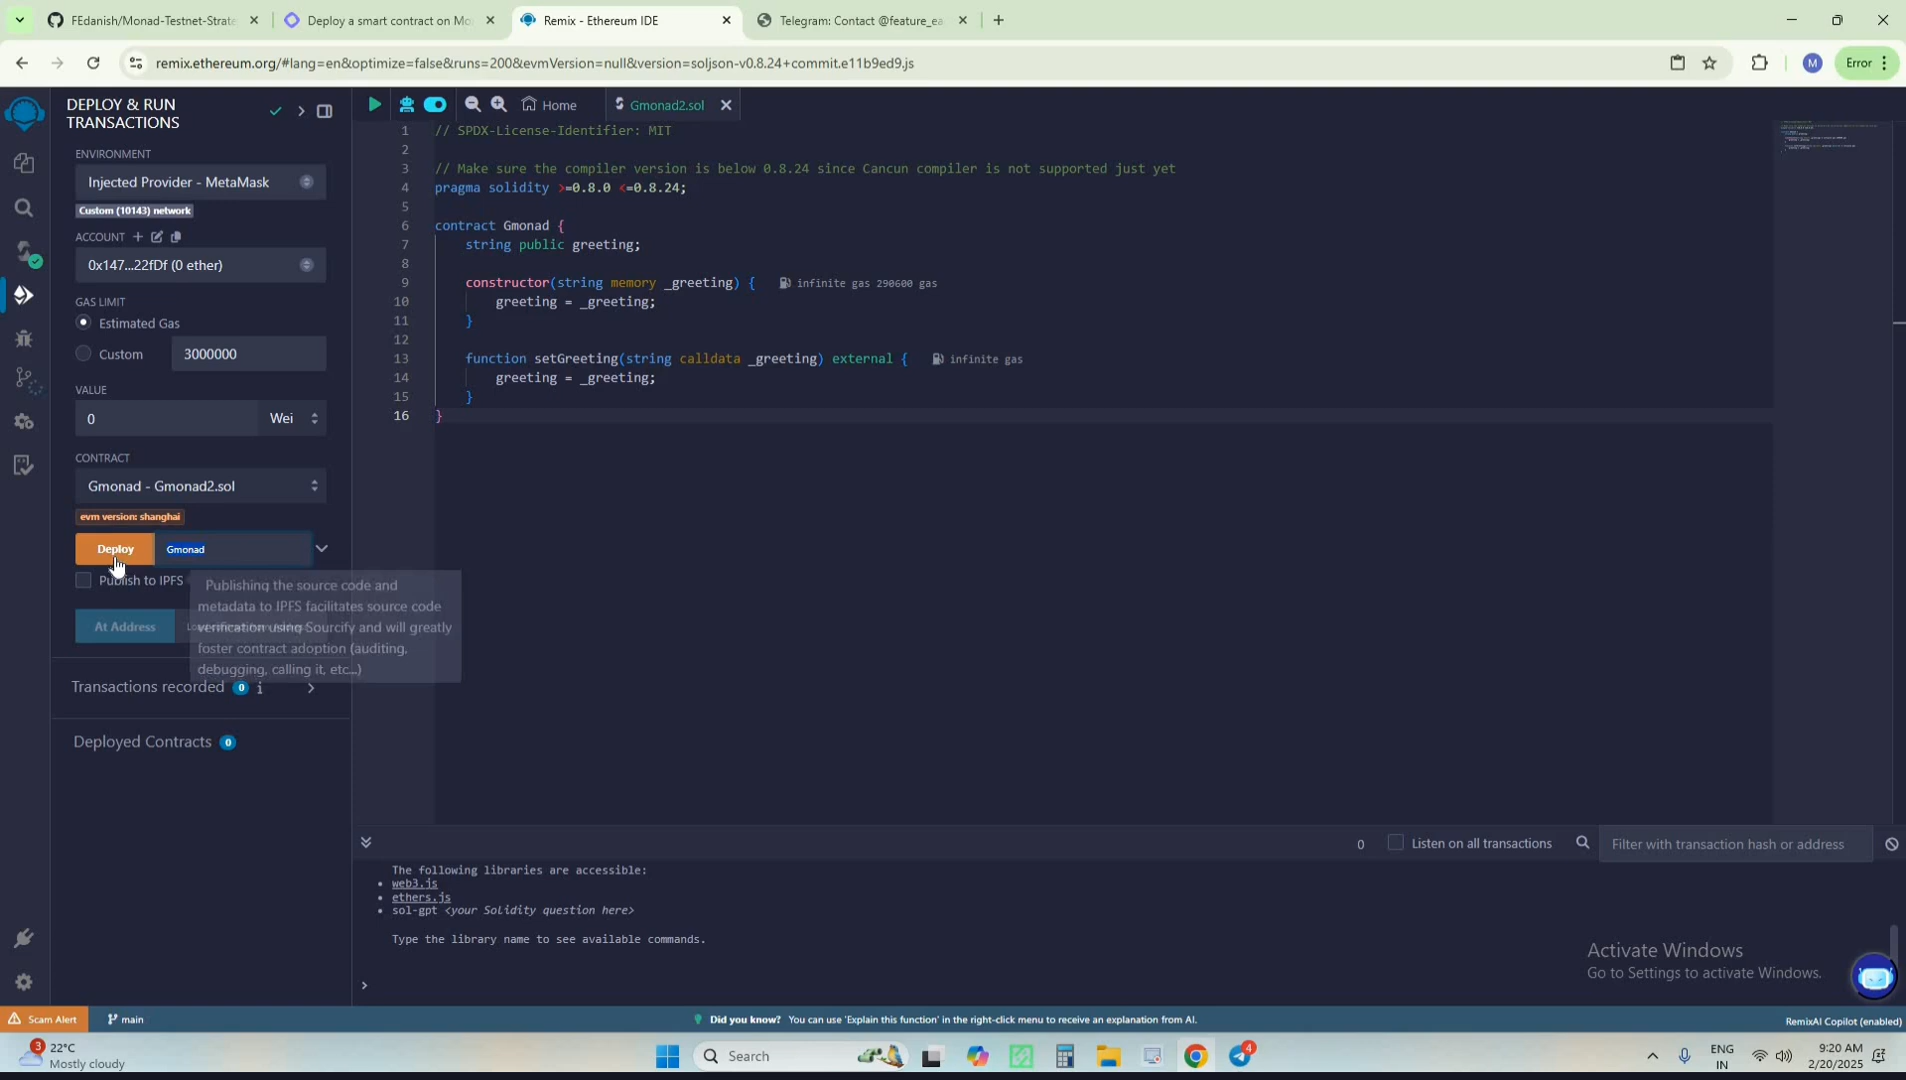 FEdanish/Monad-Testnet-Strate
Deploy a smart contract on Mo
Remix - Ethereum IDE
Telegram: Contact @feature_ea
remix.ethereum.org/#lang=en&optimize=false&runs=200&evmVersion=null&version=soljson-v0.8.24+commit.e11b9ed9.js
M
Error
DEPLOY & RUN
TRANSACTIONS
ENVIRONMENT
Injected Provider - MetaMask
Custom (10143) network
ACCOUNT
0x147...22fDf (0 ether)
GAS LIMIT
Estimated Gas
Custom
3000000
VALUE
0
Wei
CONTRACT
Gmonad - Gmonad2.sol
evm version: shanghai
Deploy
Gmonad
Publish to IPFS
Publishing the source code and
metadata to IPFS facilitates source code
verification using Sourcify and will greatly
foster contract adoption (auditing,
debugging, calling it, etc...)
At Address
Transactions recorded 0 i
Deployed Contracts 0
Home
Gmonad2.sol
1 // SPDX-License-Identifier: MIT
2
3 // Make sure the compiler version is below 0.8.24 since Cancun compiler is not supported just yet
4 pragma solidity >=0.8.0 <=0.8.24;
5
6 contract Gmonad {
7 string public greeting;
8
9 constructor(string memory _greeting) { infinite gas 290600 gas
10 greeting = _greeting;
11 }
12
13 function setGreeting(string calldata _greeting) external { infinite gas
14 greeting = _greeting;
15 }
16 }
0
Listen on all transactions
Filter with transaction hash or address
The following libraries are accessible:
• web3.js
• ethers.js
• sol-gpt <your Solidity question here>
Type the library name to see available commands.
>
Activate Windows
Go to Settings to activate Windows.
Scam Alert
main
Did you know? You can use 'Explain this function' in the right-click menu to receive an explanation from AI.
RemixAI Copilot (enabled)
3
22°C
Mostly cloudy
Search
4
ENG
IN
9:20 AM
2/20/2025